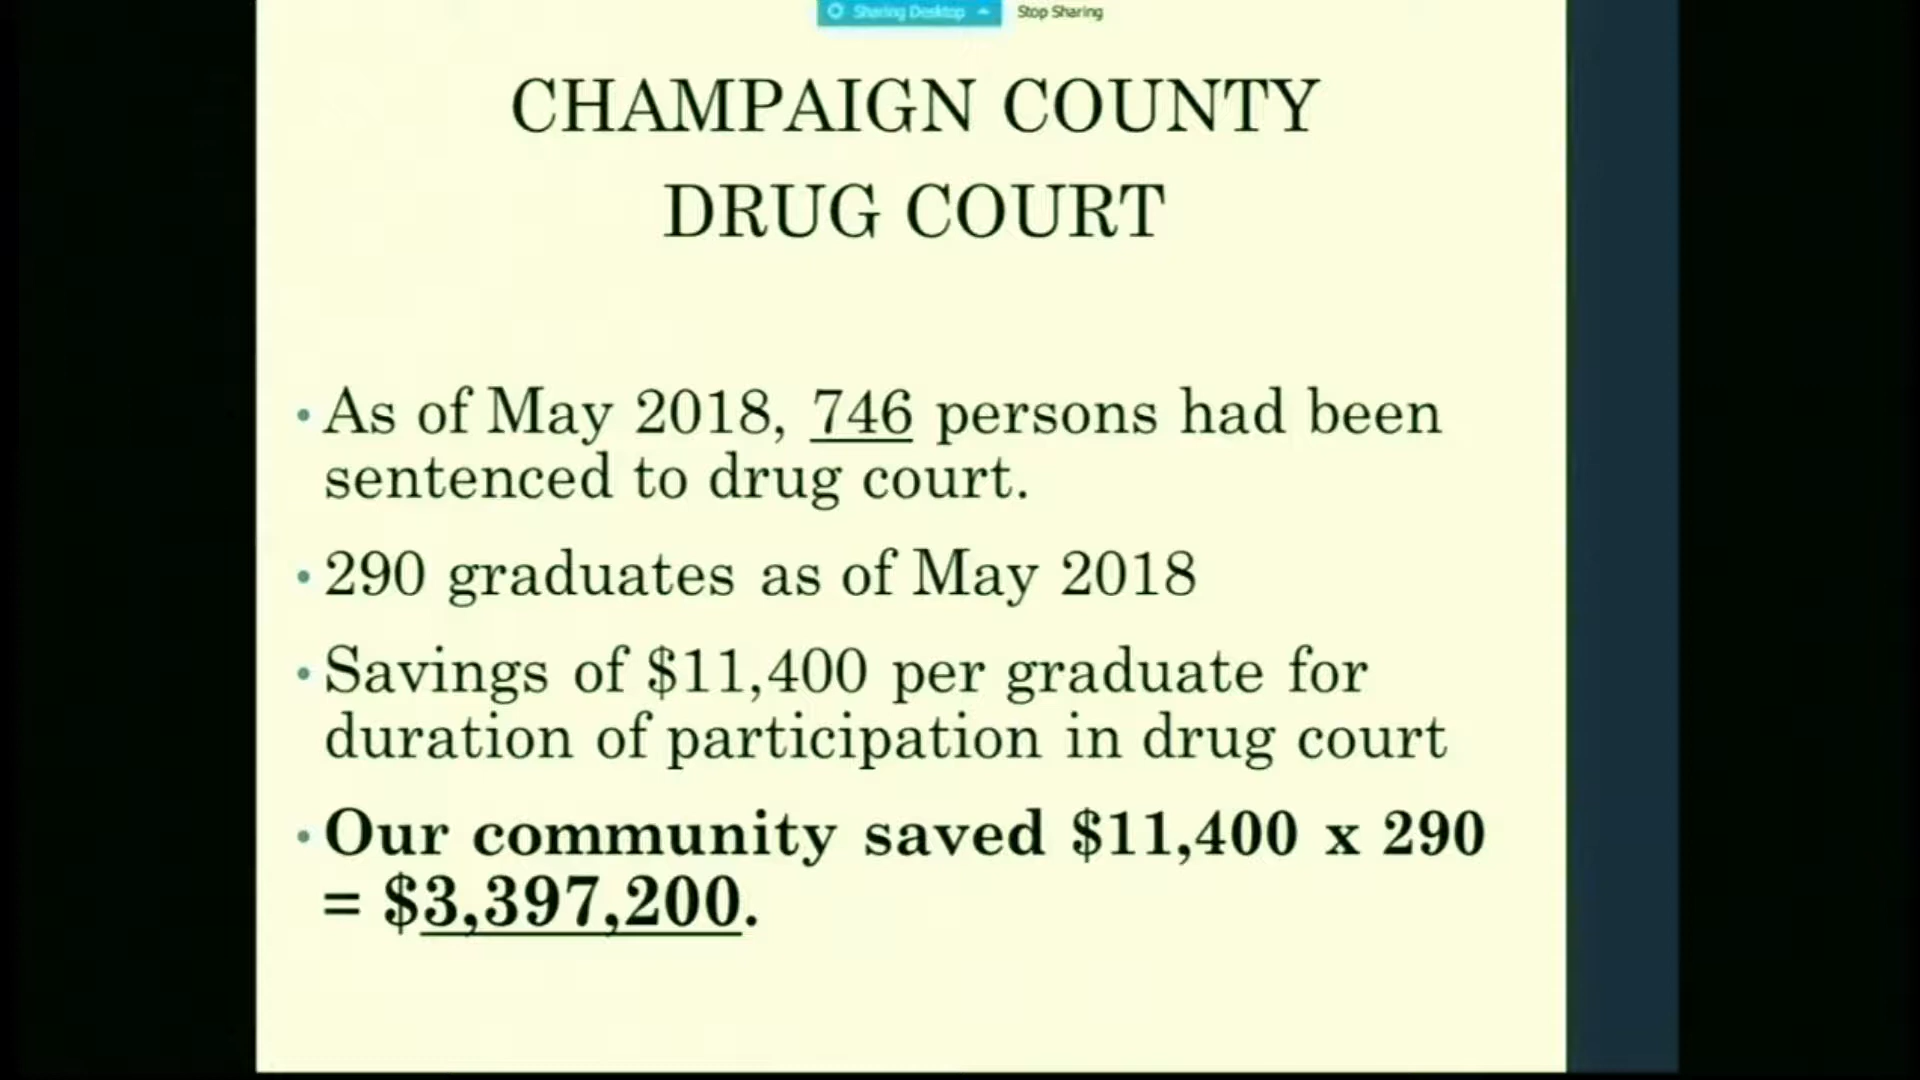 Sharing Desktop Stop Sharing
CHAMPAIGN COUNTY
DRUG COURT
• As of May 2018, 746 persons had been
sentenced to drug court.
• 290 graduates as of May 2018
• Savings of $11,400 per graduate for
duration of participation in drug court
• Our community saved $11,400 x 290
= $3,397,200.